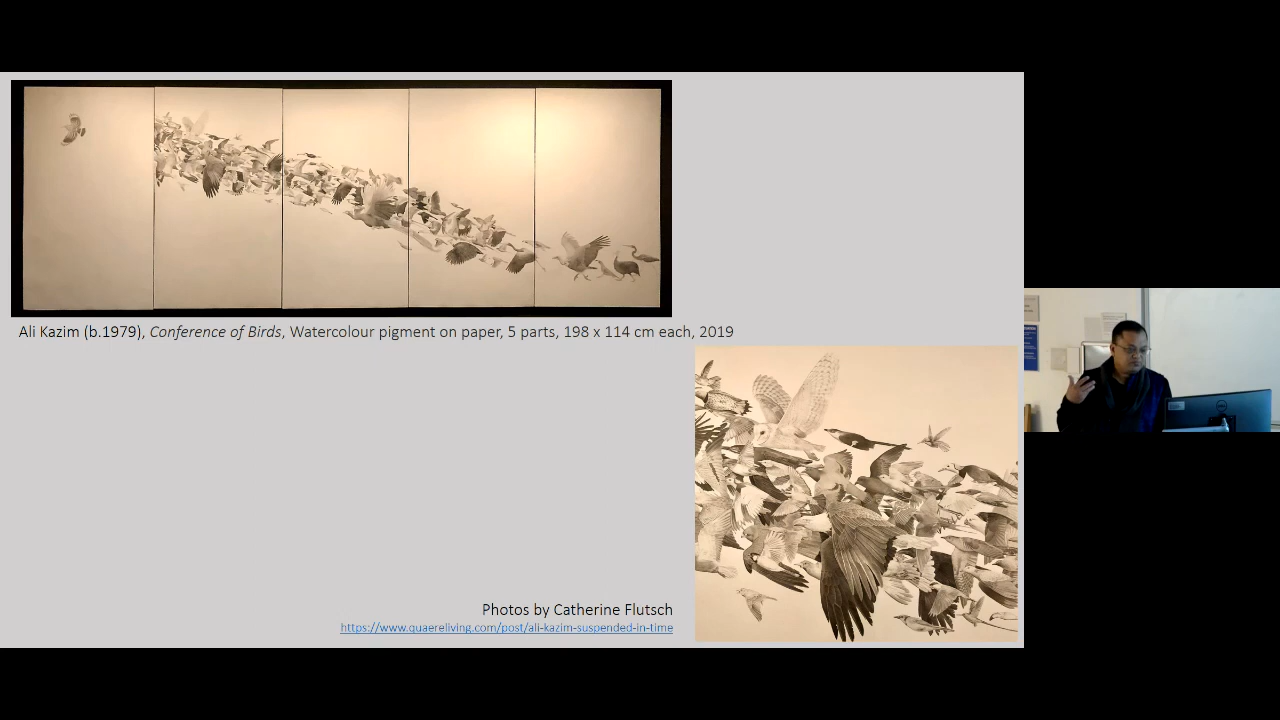 Ali Kazim (b.1979), Conference of Birds, Watercolour pigment on paper, 5 parts, 198 x 114 cm each, 2019
Photos by Catherine Flutsch
https://www.quaereliving.com/post/ali-kazim-suspended-in-time
DELL